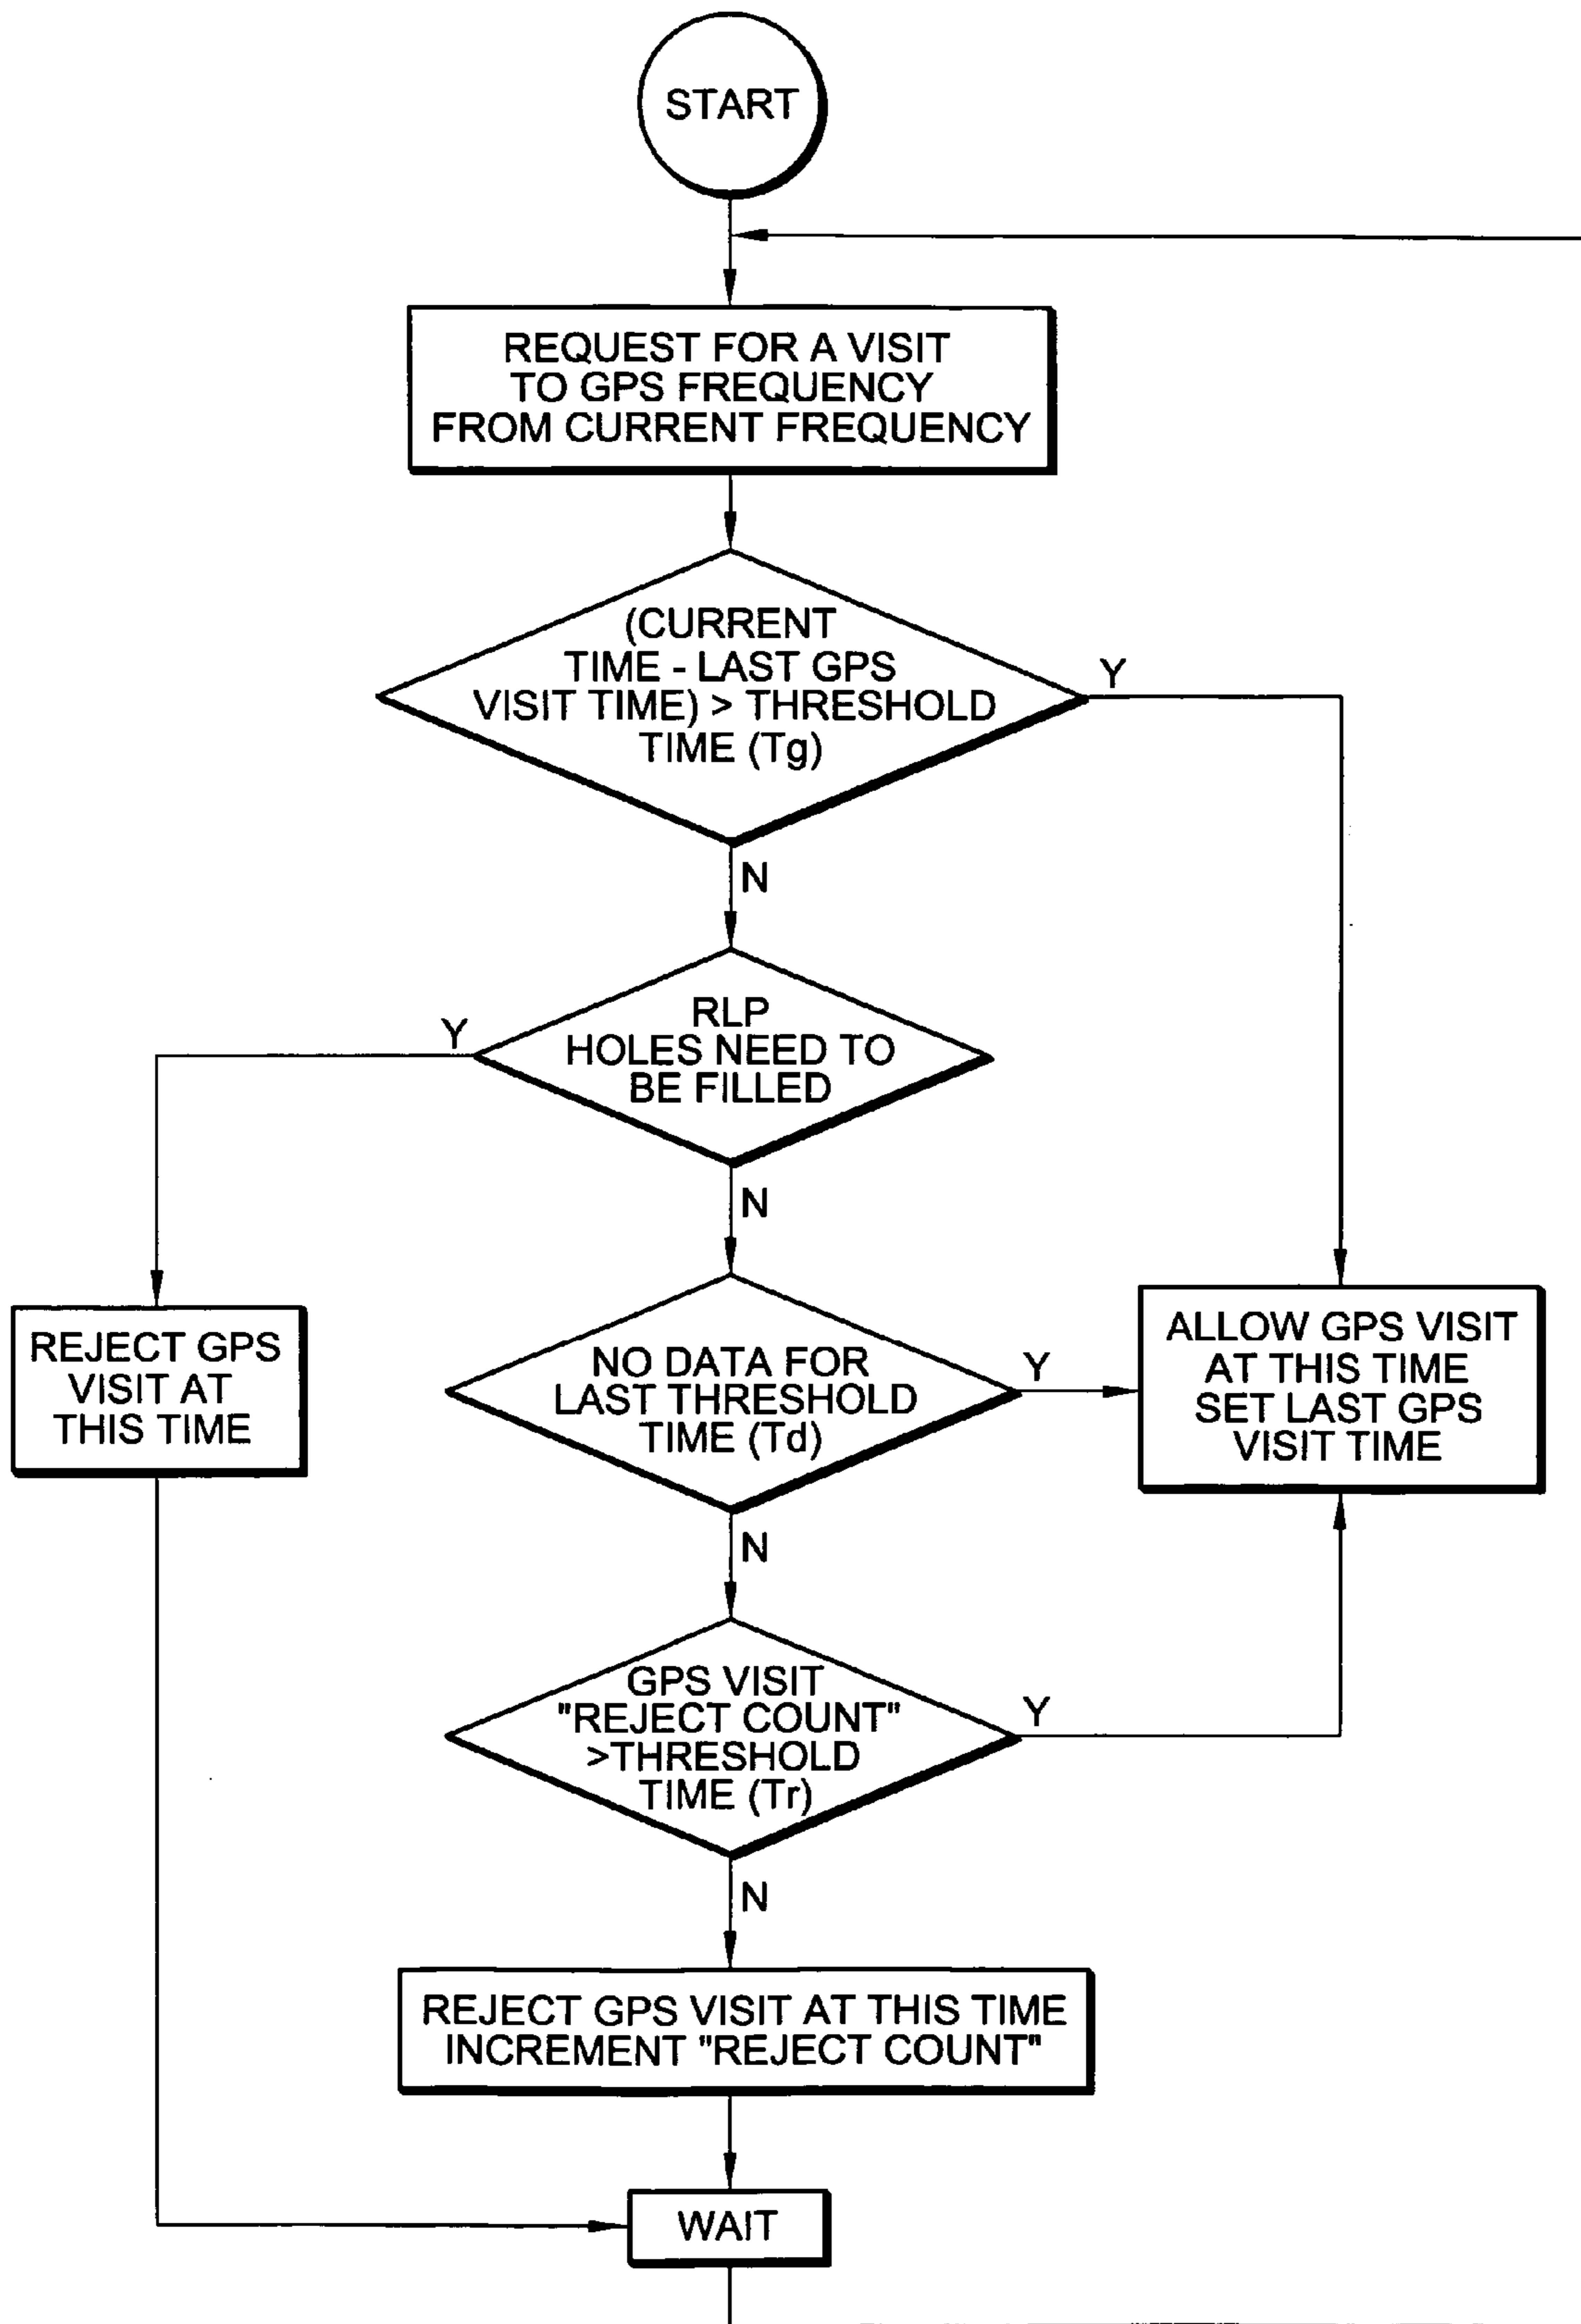 START
REQUEST FOR A VISIT
TO GPS FREQUENCY
FROM CURRENT FREQUENCY
(CURRENT
TIME - LAST GPS
VISIT TIME) > THRESHOLD
TIME (Tg)
Y
N
RLP
HOLES NEED TO
BE FILLED
Y
N
REJECT GPS
VISIT AT
THIS TIME
NO DATA FOR
LAST THRESHOLD
TIME (Td)
Y
ALLOW GPS VISIT
AT THIS TIME
SET LAST GPS
VISIT TIME
N
GPS VISIT
"REJECT COUNT"
>THRESHOLD
TIME (Tr)
Y
N
REJECT GPS VISIT AT THIS TIME
INCREMENT "REJECT COUNT"
WAIT